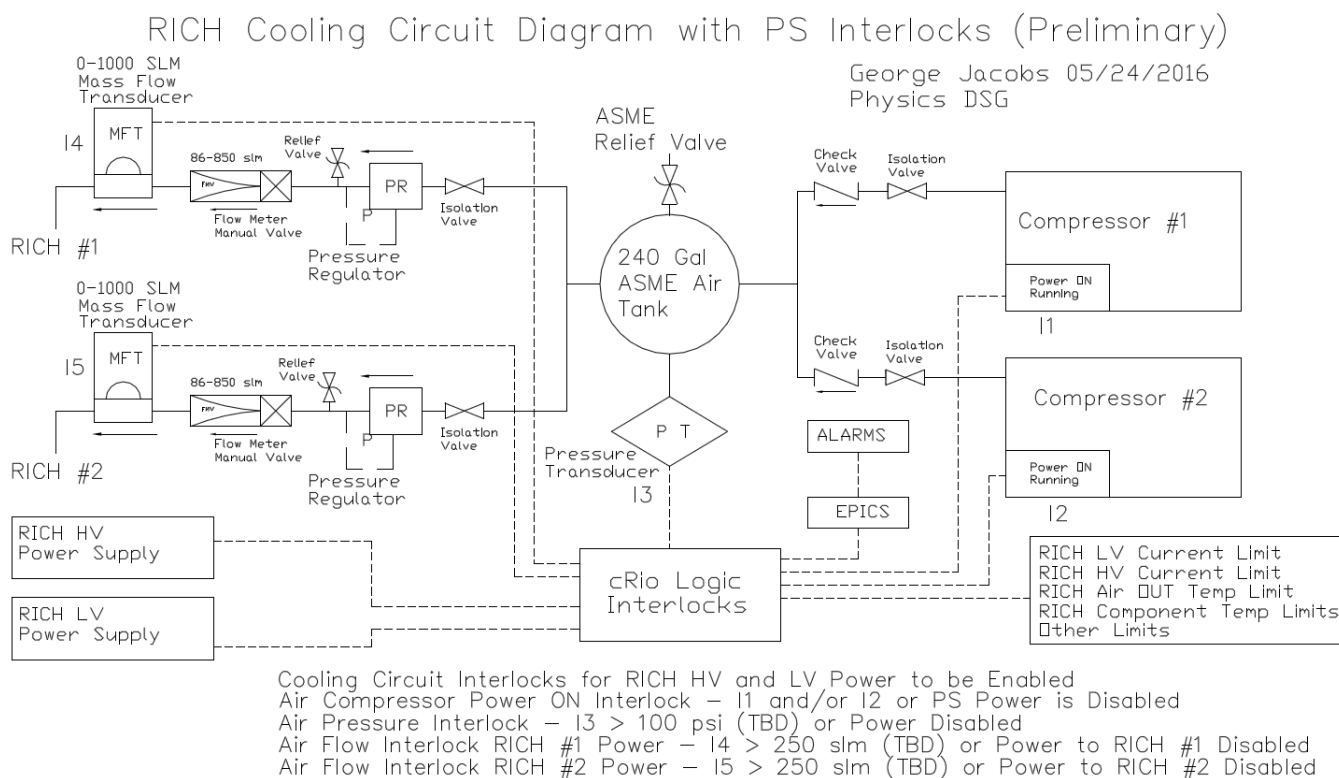 RICH Cooling Circuit Diagram with PS Interlocks (Preliminary)
George Jacobs 05/24/2016
Physics DSG
0-1000 SLM
Mass Flow
Transducer
MFT
I4
86-850 slm
FMV
Flow Meter
Manual Valve
Relief
Valve
PR
P
Pressure
Regulator
Isolation
Valve
RICH #1
ASME
Relief Valve
240 Gal
ASME Air
Tank
Check
Valve
Isolation
Valve
Compressor #1
Power ON
Running
I1
0-1000 SLM
Mass Flow
Transducer
MFT
I5
86-850 slm
FMV
Flow Meter
Manual Valve
Relief
Valve
PR
P
Pressure
Regulator
Isolation
Valve
RICH #2
P T
Pressure
Transducer
I3
Check
Valve
Isolation
Valve
Compressor #2
Power ON
Running
I2
ALARMS
EPICS
RICH HV
Power Supply
RICH LV
Power Supply
cRio Logic
Interlocks
RICH LV Current Limit
RICH HV Current Limit
RICH Air OUT Temp Limit
RICH Component Temp Limits
Other Limits
Cooling Circuit Interlocks for RICH HV and LV Power to be Enabled
Air Compressor Power ON Interlock – I1 and/or I2 or PS Power is Disabled
Air Pressure Interlock – I3 > 100 psi (TBD) or Power Disabled
Air Flow Interlock RICH #1 Power – I4 > 250 slm (TBD) or Power to RICH #1 Disabled
Air Flow Interlock RICH #2 Power – I5 > 250 slm (TBD) or Power to RICH #2 Disabled